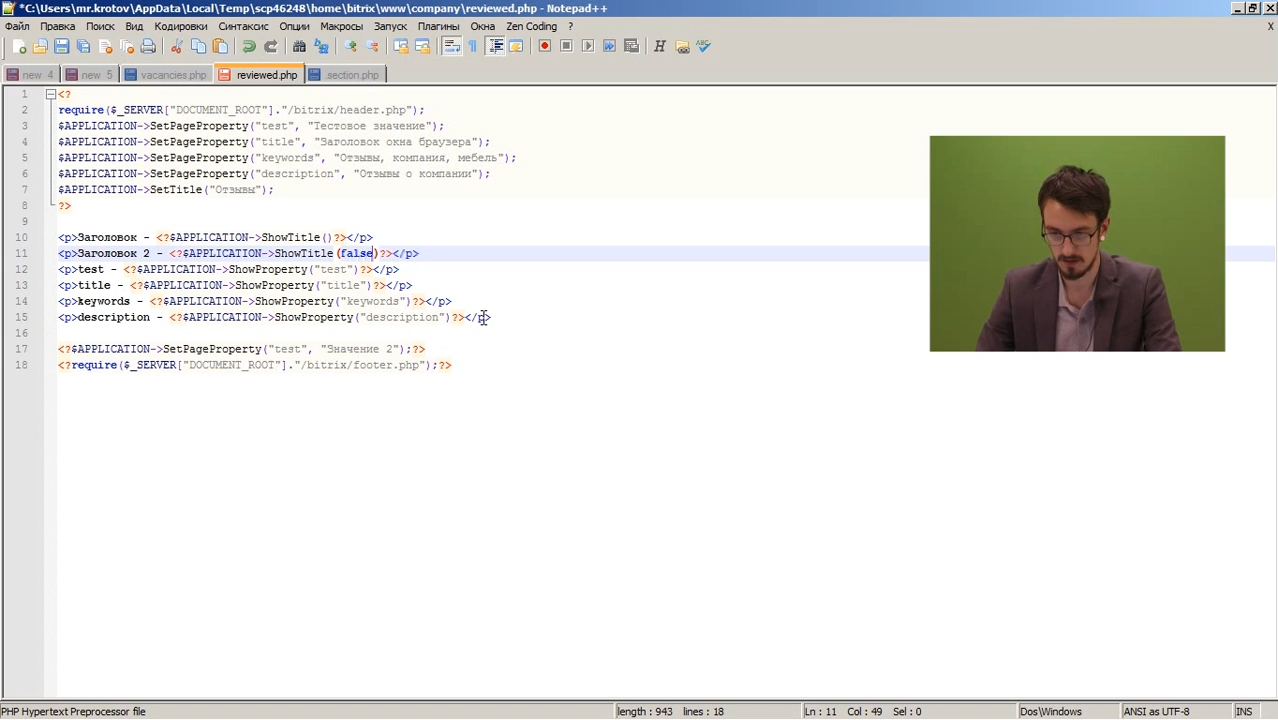 *C:\Users\mr.krotov\AppData\Local\Temp\scp46248\home\bitrix\www\company\reviewed.php - Notepad++
Файл Правка Поиск Вид Кодировки Синтаксис Опции Макросы Запуск Плагины Окна Zen Coding ? X
new 4 new 5 vacancies.php reviewed.php .section.php
1 <?
2 require($_SERVER["DOCUMENT_ROOT"]."/bitrix/header.php");
3 $APPLICATION->SetPageProperty("test", "Тестовое значение");
4 $APPLICATION->SetPageProperty("title", "Заголовок окна браузера");
5 $APPLICATION->SetPageProperty("keywords", "Отзывы, компания, мебель");
6 $APPLICATION->SetPageProperty("description", "Отзывы о компании");
7 $APPLICATION->SetTitle("Отзывы");
8 ?>
9
10 <p>Заголовок - <?$APPLICATION->ShowTitle()?></p>
11 <p>Заголовок 2 - <?$APPLICATION->ShowTitle(false)?></p>
12 <p>test - <?$APPLICATION->ShowProperty("test")?></p>
13 <p>title - <?$APPLICATION->ShowProperty("title")?></p>
14 <p>keywords - <?$APPLICATION->ShowProperty("keywords")?></p>
15 <p>description - <?$APPLICATION->ShowProperty("description")?></p>
16
17 <?$APPLICATION->SetPageProperty("test", "Значение 2");?>
18 <?require($_SERVER["DOCUMENT_ROOT"]."/bitrix/footer.php");?>
PHP Hypertext Preprocessor file length : 943 lines : 18 Ln : 11 Col : 49 Sel : 0 Dos\Windows ANSI as UTF-8 INS